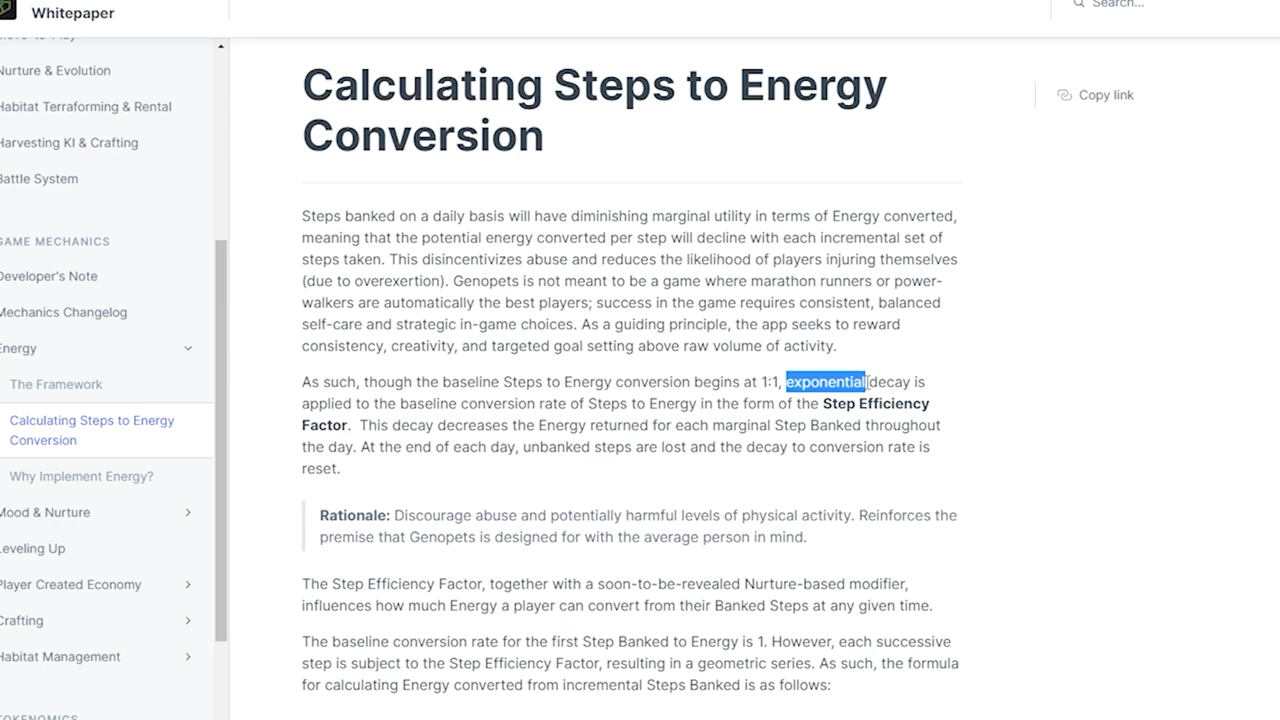 Whitepaper
Search...
Nurture & Evolution
Habitat Terraforming & Rental
Harvesting KI & Crafting
Battle System
GAME MECHANICS
Developer's Note
Mechanics Changelog
Energy
The Framework
Calculating Steps to Energy
Conversion
Why Implement Energy?
Mood & Nurture
Leveling Up
Player Created Economy
Crafting
Habitat Management
TOKENOMICS
Calculating Steps to Energy
Conversion
Copy link
Steps banked on a daily basis will have diminishing marginal utility in terms of Energy converted,
meaning that the potential energy converted per step will decline with each incremental set of
steps taken. This disincentivizes abuse and reduces the likelihood of players injuring themselves
(due to overexertion). Genopets is not meant to be a game where marathon runners or power-
walkers are automatically the best players; success in the game requires consistent, balanced
self-care and strategic in-game choices. As a guiding principle, the app seeks to reward
consistency, creativity, and targeted goal setting above raw volume of activity.
As such, though the baseline Steps to Energy conversion begins at 1:1, exponential decay is
applied to the baseline conversion rate of Steps to Energy in the form of the Step Efficiency
Factor. This decay decreases the Energy returned for each marginal Step Banked throughout
the day. At the end of each day, unbanked steps are lost and the decay to conversion rate is
reset.
Rationale: Discourage abuse and potentially harmful levels of physical activity. Reinforces the
premise that Genopets is designed for with the average person in mind.
The Step Efficiency Factor, together with a soon-to-be-revealed Nurture-based modifier,
influences how much Energy a player can convert from their Banked Steps at any given time.
The baseline conversion rate for the first Step Banked to Energy is 1. However, each successive
step is subject to the Step Efficiency Factor, resulting in a geometric series. As such, the formula
for calculating Energy converted from incremental Steps Banked is as follows: